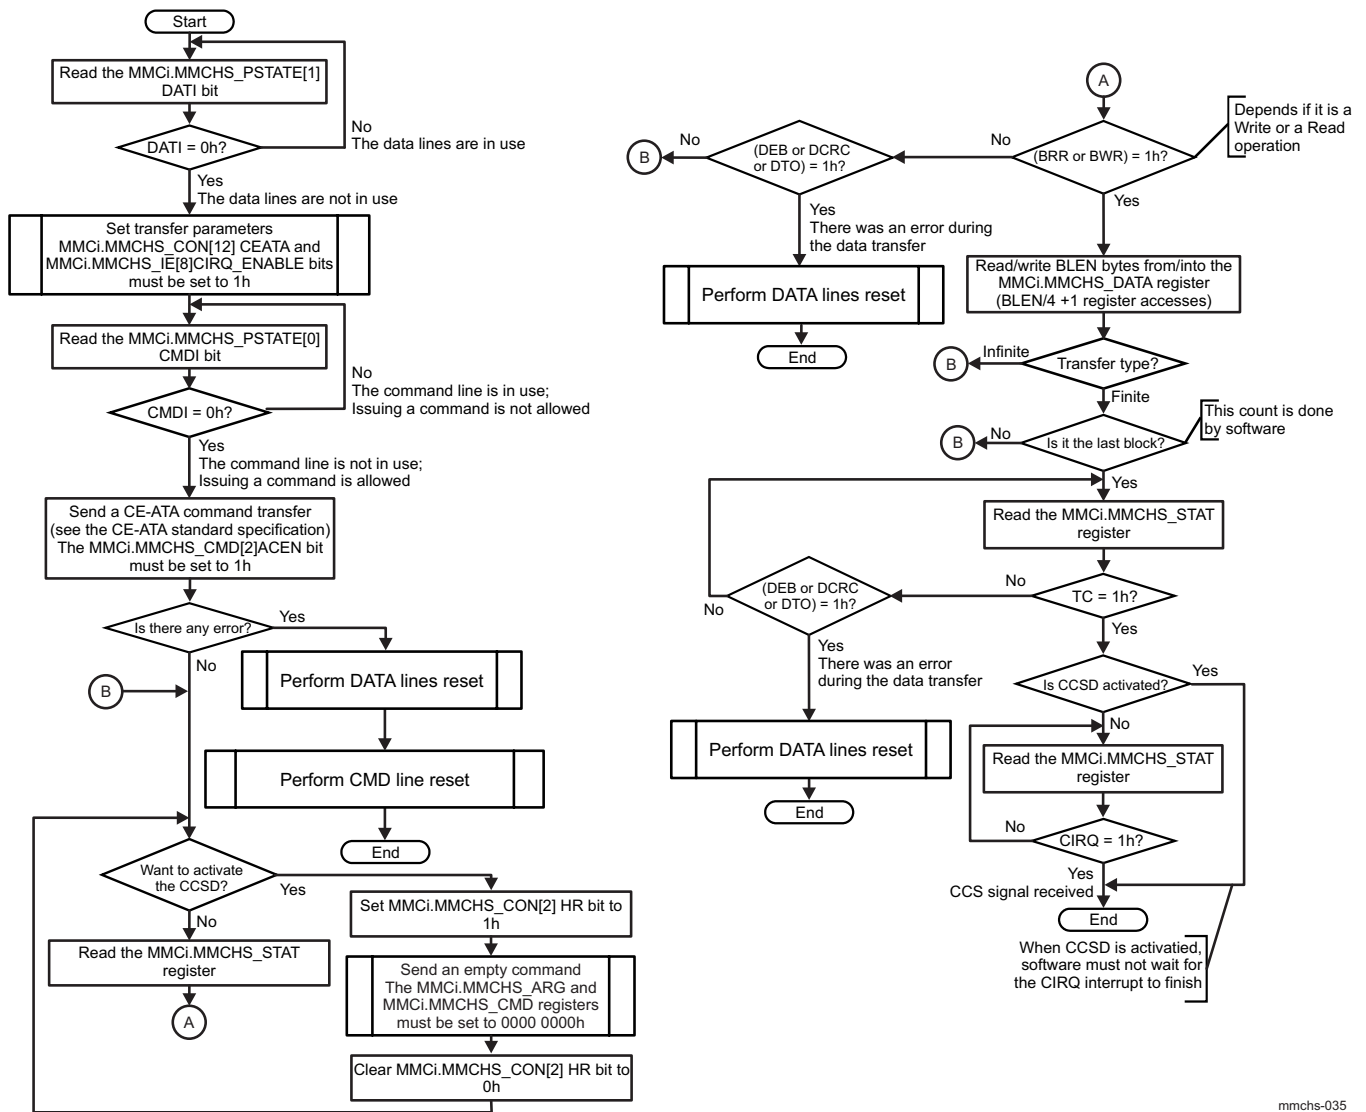 Start
Read the MMCi.MMCHS_PSTATE[1]
DATI bit
No
The data lines are in use
DATI = 0h?
Yes
The data lines are not in use
Set transfer parameters
MMCi.MMCHS_CON[12] CEATA and
MMCi.MMCHS_IE[8]CIRQ_ENABLE bits
must be set to 1h
Read the MMCi.MMCHS_PSTATE[0]
CMDI bit
No
The command line is in use;
Issuing a command is not allowed
CMDI = 0h?
Yes
The command line is not in use;
Issuing a command is allowed
Send a CE-ATA command transfer
(see the CE-ATA standard specification)
The MMCi.MMCHS_CMD[2]ACEN bit
must be set to 1h
Is there any error?
Yes
No
B
Perform DATA lines reset
Perform CMD line reset
End
Want to activate
the CCSD?
Yes
No
Read the MMCi.MMCHS_STAT
register
A
Set MMCi.MMCHS_CON[2] HR bit to
1h
Send an empty command
The MMCi.MMCHS_ARG and
MMCi.MMCHS_CMD registers
must be set to 0000 0000h
Clear MMCi.MMCHS_CON[2] HR bit to
0h
A
Depends if it is a
Write or a Read
operation
(BRR or BWR) = 1h?
No
(DEB or DCRC
or DTO) = 1h?
No
B
Yes
There was an error during
the data transfer
Perform DATA lines reset
End
Yes
Read/write BLEN bytes from/into the
MMCi.MMCHS_DATA register
(BLEN/4 +1 register accesses)
Transfer type?
Infinite
B
Finite
This count is done
by software
Is it the last block?
No
B
Yes
Read the MMCi.MMCHS_STAT
register
TC = 1h?
No
(DEB or DCRC
or DTO) = 1h?
No
Yes
There was an error
during the data transfer
Perform DATA lines reset
End
Yes
Is CCSD activated?
Yes
No
Read the MMCi.MMCHS_STAT
register
No
CIRQ = 1h?
Yes
CCS signal received
End
When CCSD is activatied,
software must not wait for
the CIRQ interrupt to finish
mmchs-035